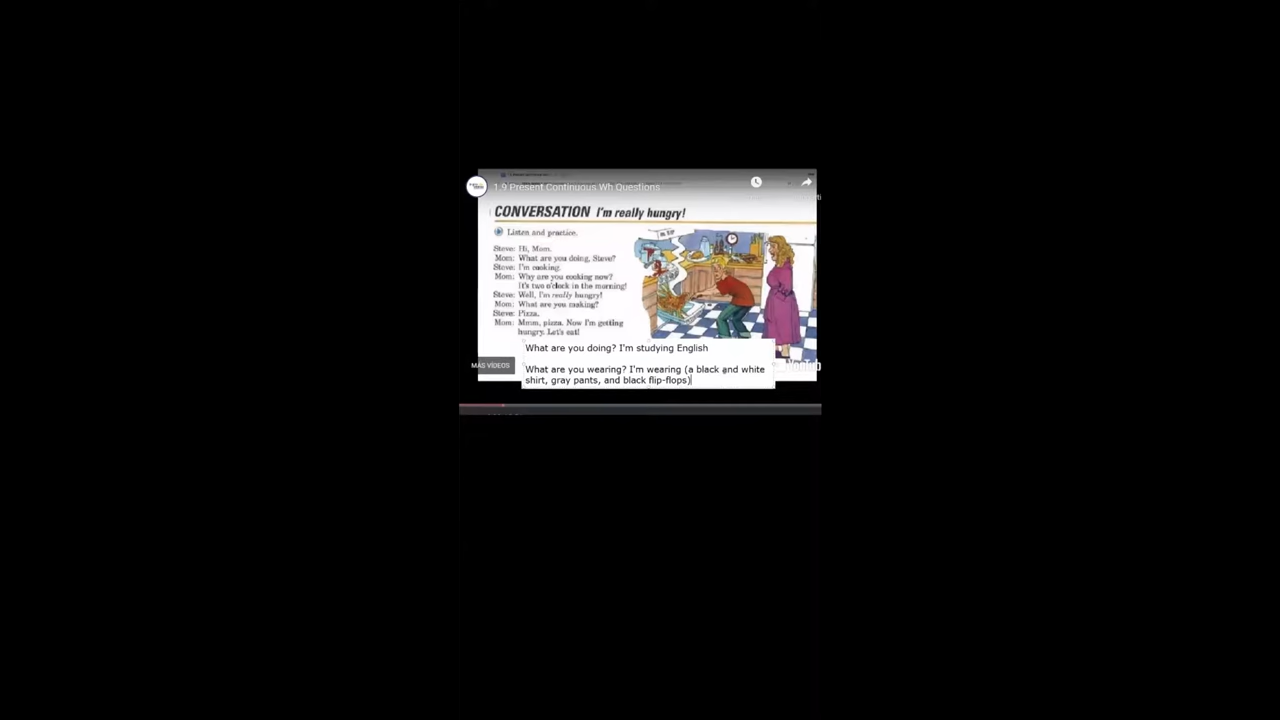 1.9 Present Continuous Wh Questions
CONVERSATION I'm really hungry!
Listen and practice.
Steve: Hi, Mom.
Mom: What are you doing, Steve?
Steve: I'm cooking.
Mom: Why are you cooking now?
It's two o'clock in the morning!
Steve: Well, I'm really hungry!
Mom: What are you making?
Steve: Pizza.
Mom: Mmm, pizza. Now I'm getting
hungry. Let's eat!
What are you doing? I'm studying English
What are you wearing? I'm wearing (a black and white
shirt, gray pants, and black flip-flops)
MÁS VÍDEOS
YouTub